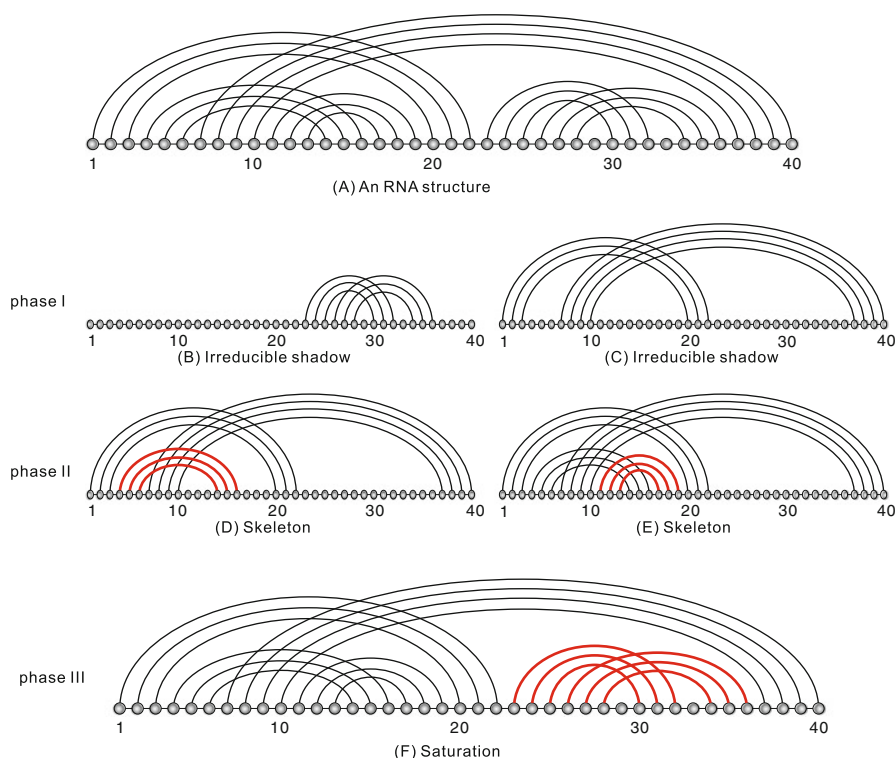 1 10 20 30 40
(A) An RNA structure
phase I
1 10 20 30 40
(B) Irreducible shadow
1 10 20 30 40
(C) Irreducible shadow
phase II
1 10 20 30 40
(D) Skeleton
1 10 20 30 40
(E) Skeleton
phase III
1 10 20 30 40
(F) Saturation